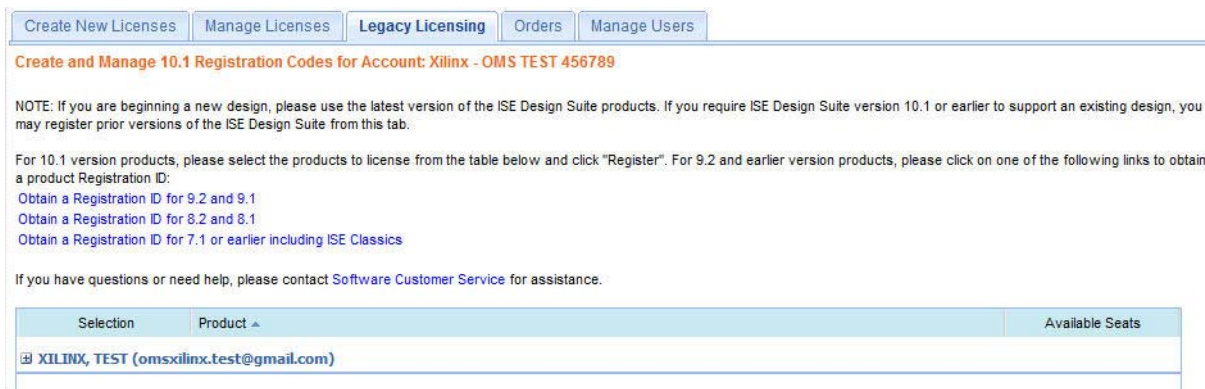 Create New Licenses Manage Licenses Legacy Licensing Orders Manage Users
Create and Manage 10.1 Registration Codes for Account: Xilinx - OMS TEST 456789
NOTE: If you are beginning a new design, please use the latest version of the ISE Design Suite products. If you require ISE Design Suite version 10.1 or earlier to support an existing design, you
may register prior versions of the ISE Design Suite from this tab.
For 10.1 version products, please select the products to license from the table below and click "Register". For 9.2 and earlier version products, please click on one of the following links to obtain
a product Registration ID:
Obtain a Registration ID for 9.2 and 9.1
Obtain a Registration ID for 8.2 and 8.1
Obtain a Registration ID for 7.1 or earlier including ISE Classics
If you have questions or need help, please contact Software Customer Service for assistance.
Selection Product Available Seats
XILINX, TEST (omsxilinx.test@gmail.com)